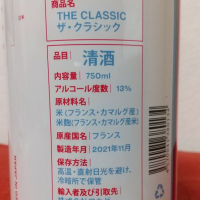 商品名
THE CLASSIC
ザ・クラシック
品目 清酒
内容量 750ml
アルコール度数 13%
原材料名
米(フランス・カマルグ産)
米麹(フランス・カマルグ産米)
原産国名 フランス
製造年月 2021年11月
保存方法
高温・直射日光を避け、
冷暗所で保管
輸入者及び引取先